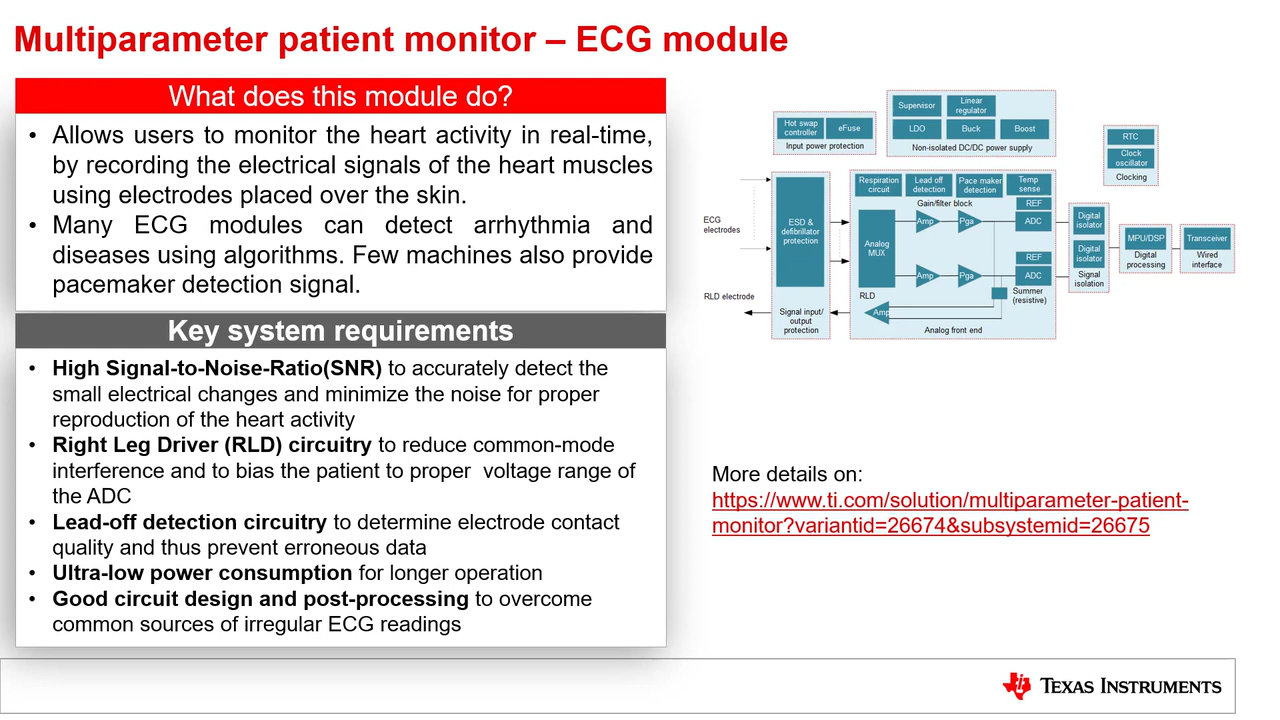 Multiparameter patient monitor – ECG module
What does this module do?
• Allows users to monitor the heart activity in real-time,
by recording the electrical signals of the heart muscles
using electrodes placed over the skin.
• Many ECG modules can detect arrhythmia and
diseases using algorithms. Few machines also provide
pacemaker detection signal.
Key system requirements
• High Signal-to-Noise-Ratio(SNR) to accurately detect the
small electrical changes and minimize the noise for proper
reproduction of the heart activity
• Right Leg Driver (RLD) circuitry to reduce common-mode
interference and to bias the patient to proper voltage range of
the ADC
• Lead-off detection circuitry to determine electrode contact
quality and thus prevent erroneous data
• Ultra-low power consumption for longer operation
• Good circuit design and post-processing to overcome
common sources of irregular ECG readings
Hot swap
controller
eFuse
Input power protection
Supervisor
Linear
regulator
LDO
Buck
Boost
Non-isolated DC/DC power supply
RTC
Clock
oscillator
Clocking
ECG
electrodes
RLD electrode
ESD &
defibrillator
protection
Signal input/
output
protection
Respiration
circuit
Lead off
detection
Pace maker
detection
Temp
sense
Gain/filter block
REF
Amp
Pga
ADC
Analog
MUX
REF
Amp
Pga
ADC
RLD
Summer
(resistive)
Amp
Analog front end
Digital
isolator
Digital
isolator
Signal
isolation
MPU/DSP
Digital
processing
Transceiver
Wired
interface
More details on:
https://www.ti.com/solution/multiparameter-patient-
monitor?variantid=26674&subsystemid=26675
TEXAS INSTRUMENTS